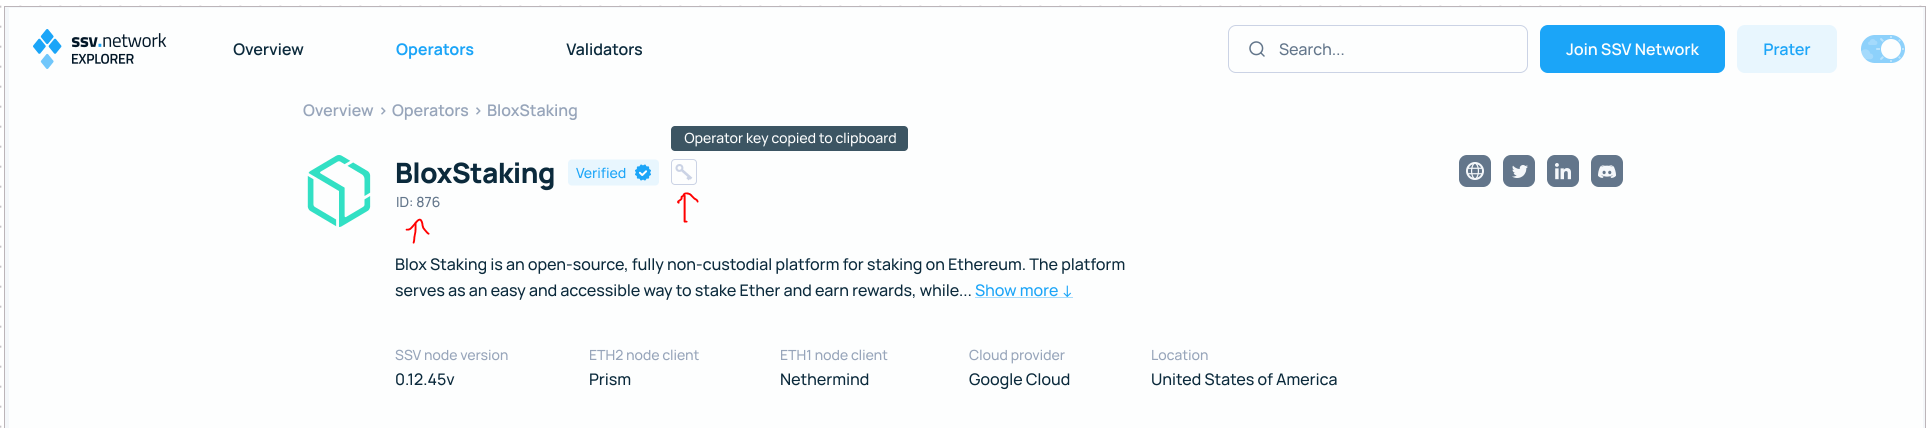 ssv.network
EXPLORER
Overview
Operators
Validators
Search...
Join SSV Network
Prater
Overview > Operators > BloxStaking
Operator key copied to clipboard
BloxStaking
Verified
ID: 876
Blox Staking is an open-source, fully non-custodial platform for staking on Ethereum. The platform
serves as an easy and accessible way to stake Ether and earn rewards, while... Show more ↓
SSV node version
0.12.45v
ETH2 node client
Prism
ETH1 node client
Nethermind
Cloud provider
Google Cloud
Location
United States of America